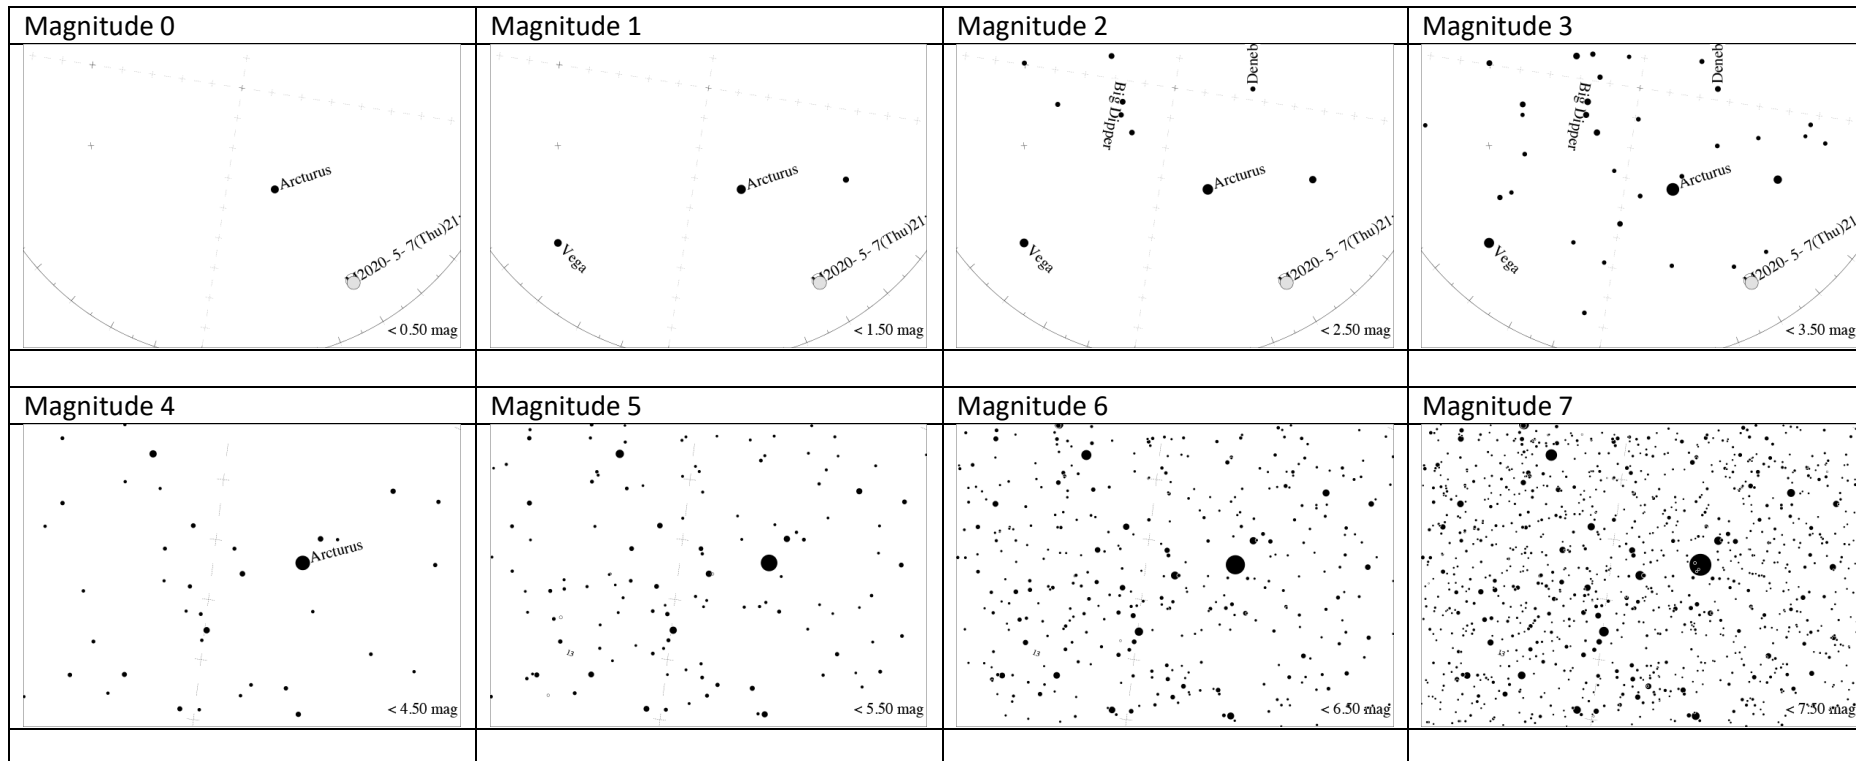 Magnitude 0
Magnitude 1
Magnitude 2
Magnitude 3
Arcturus
2020- 5- 7(Thu)21
< 0.50 mag
Arcturus
Vega
2020- 5- 7(Thu)21
< 1.50 mag
Deneb
Big Dipper
Arcturus
Vega
2020- 5- 7(Thu)21
< 2.50 mag
Deneb
Big Dipper
Arcturus
Vega
2020- 5- 7(Thu)21
< 3.50 mag
Magnitude 4
Magnitude 5
Magnitude 6
Magnitude 7
Arcturus
< 4.50 mag
13
< 5.50 mag
13
< 6.50 mag
13
< 7.50 mag